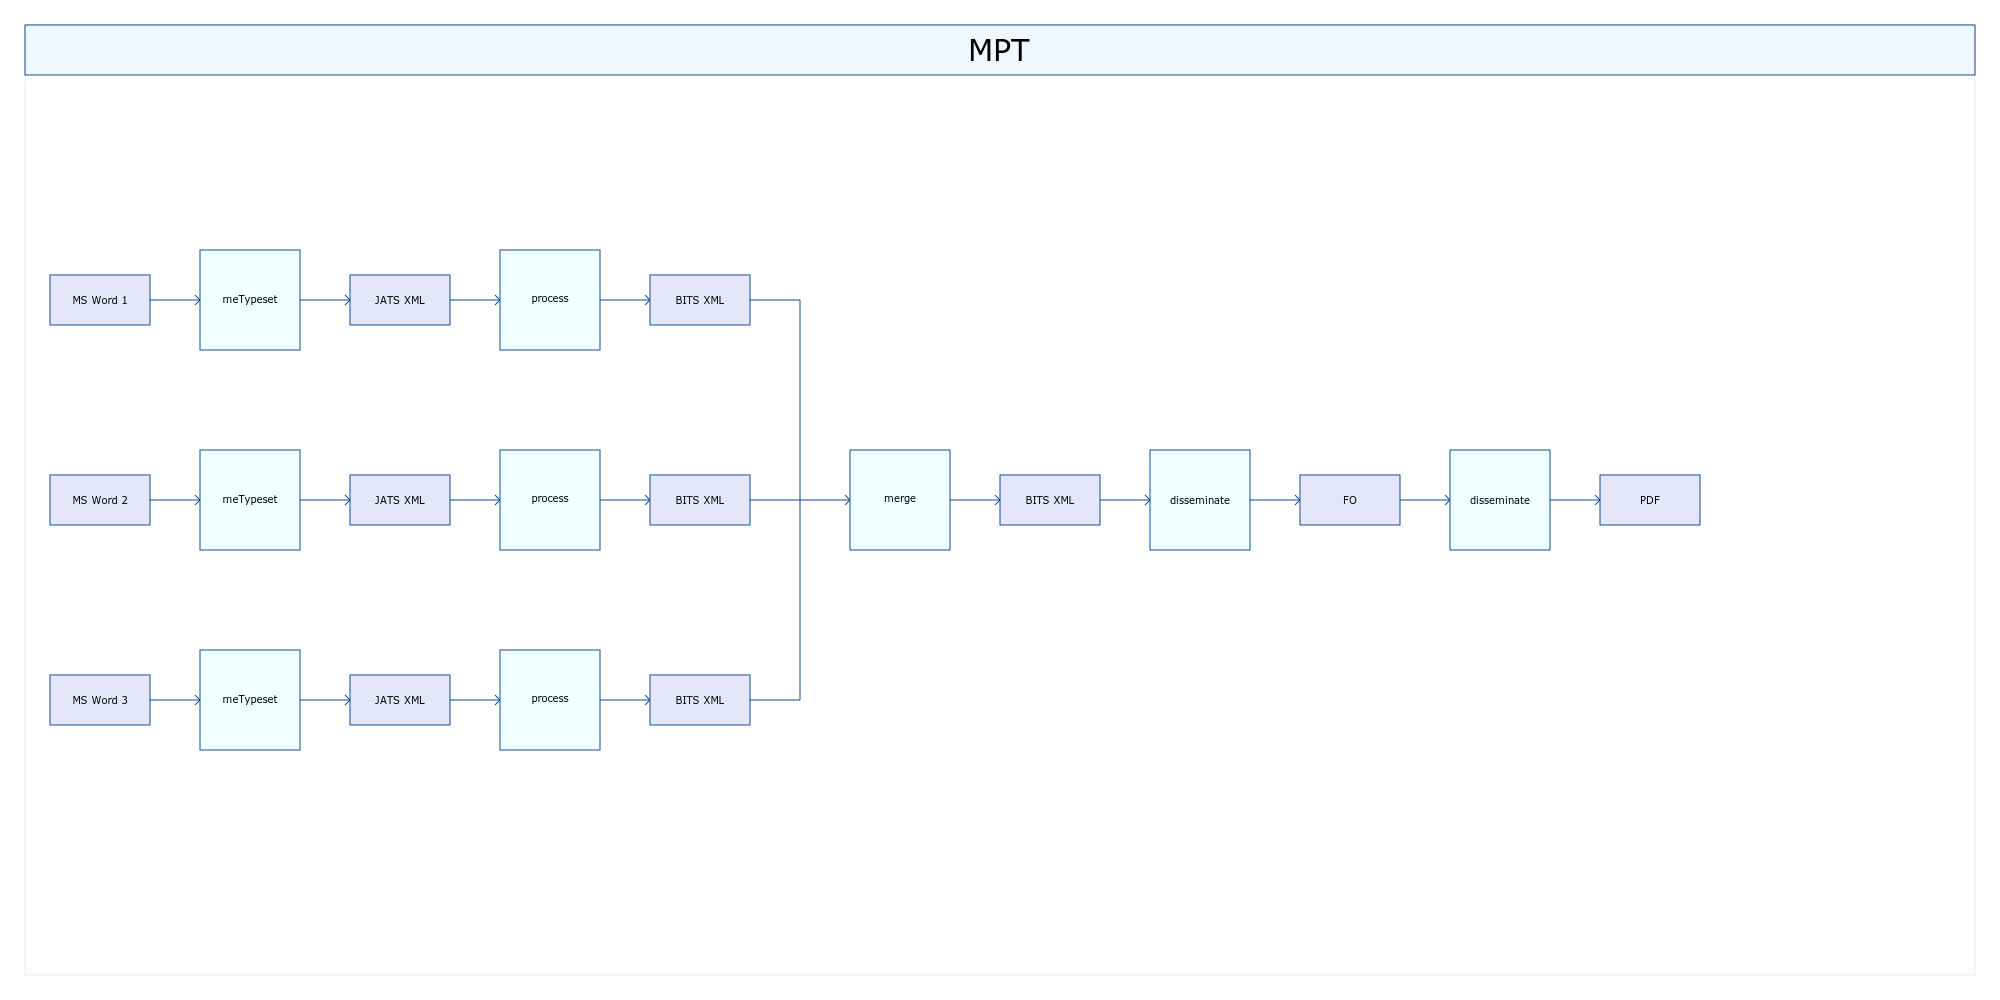 MPT
MS Word 1
meTypeset
JATS XML
process
BITS XML
MS Word 2
meTypeset
JATS XML
process
BITS XML
merge
BITS XML
disseminate
FO
disseminate
PDF
MS Word 3
meTypeset
JATS XML
process
BITS XML